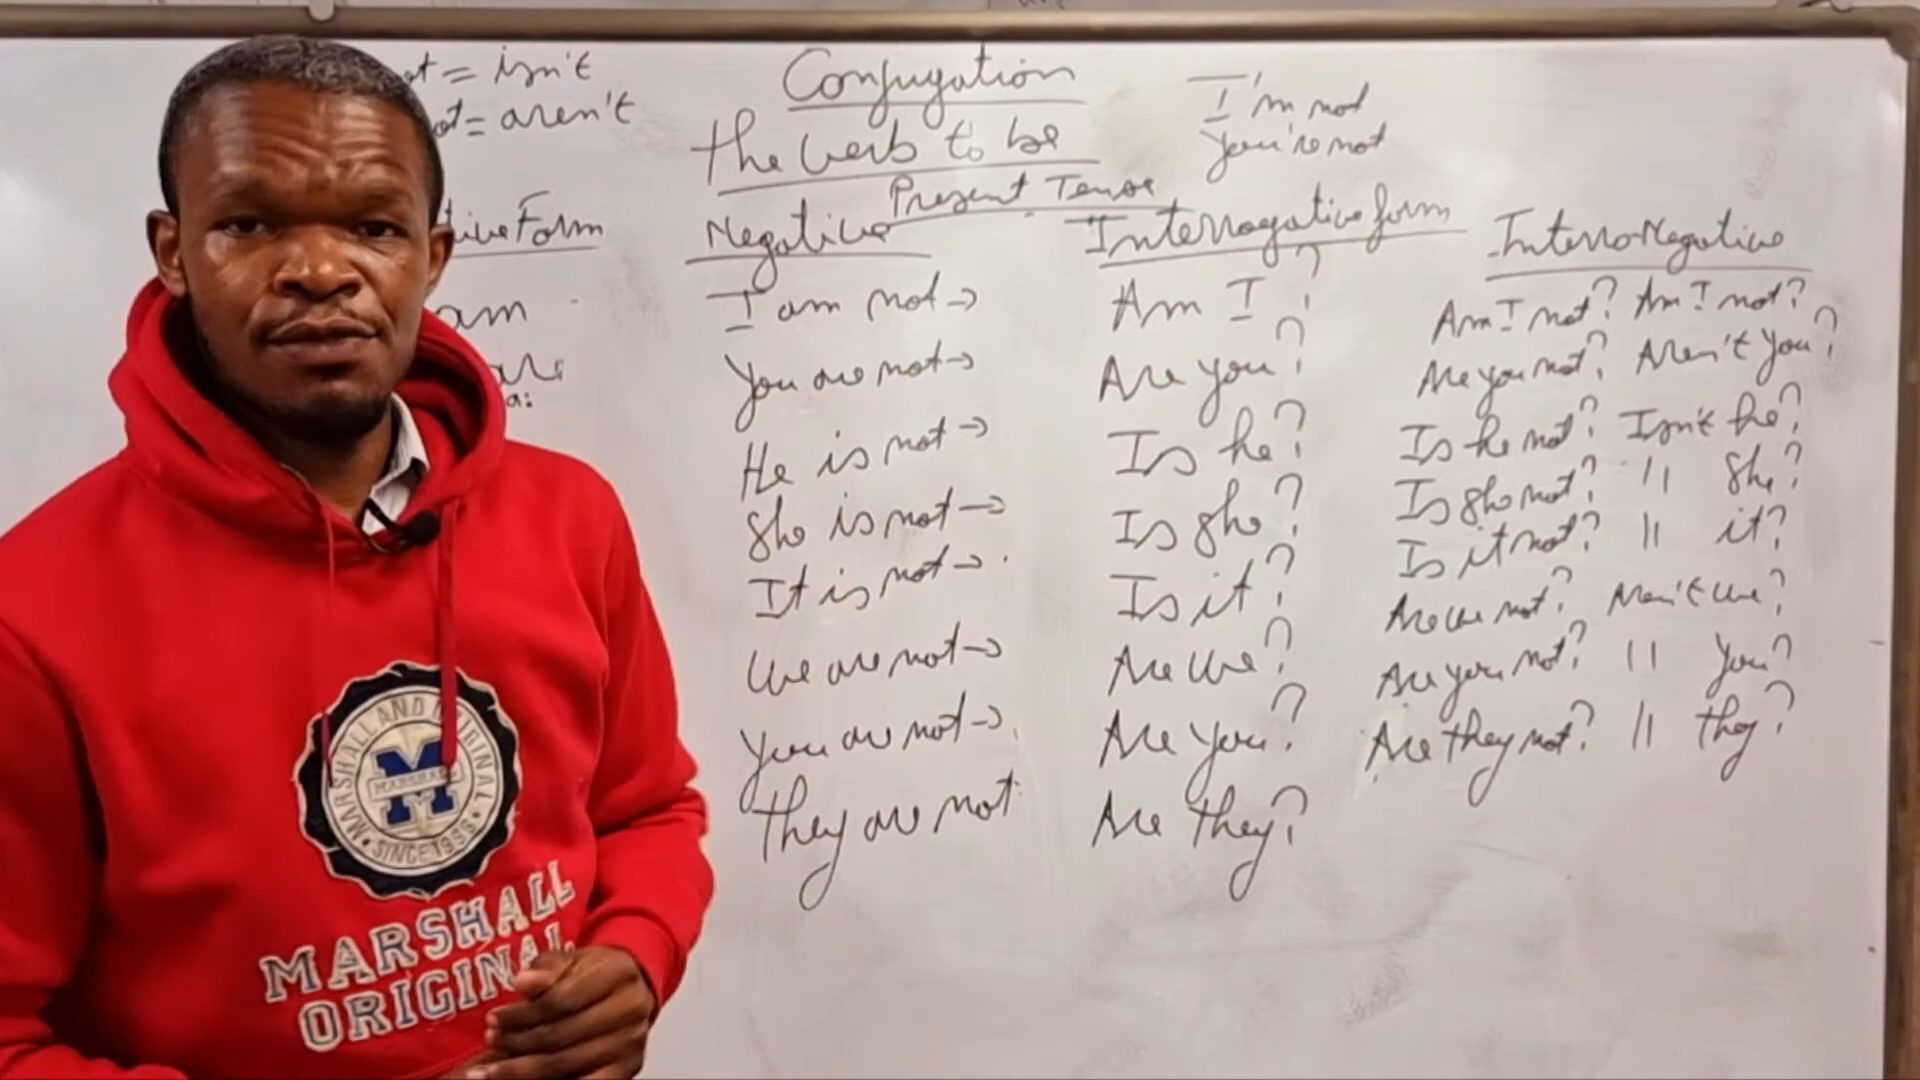 = isn't
= aren't
Conjugation
the verb to be
Present Tense
I'm not
you're not
Form
am
are
Negative
I am not →
You are not →
He is not →
She is not →
It is not →
We are not →
You are not →
They are not
Interrogative form
Am I?
Are you?
Is he?
Is she?
Is it?
Are we?
Are you?
Are they?
Interro-Negative
Am I not? Am I not?
Are you not? Aren't you?
Is he not? Isn't he?
Is she not? || she?
Is it not? || it?
Are we not? Aren't we?
Are you not? || you?
Are they not? || they?
MARSHALL AND ORIGINAL
M
MARSHALL
SINCE 1996
MARSHALL
ORIGINAL